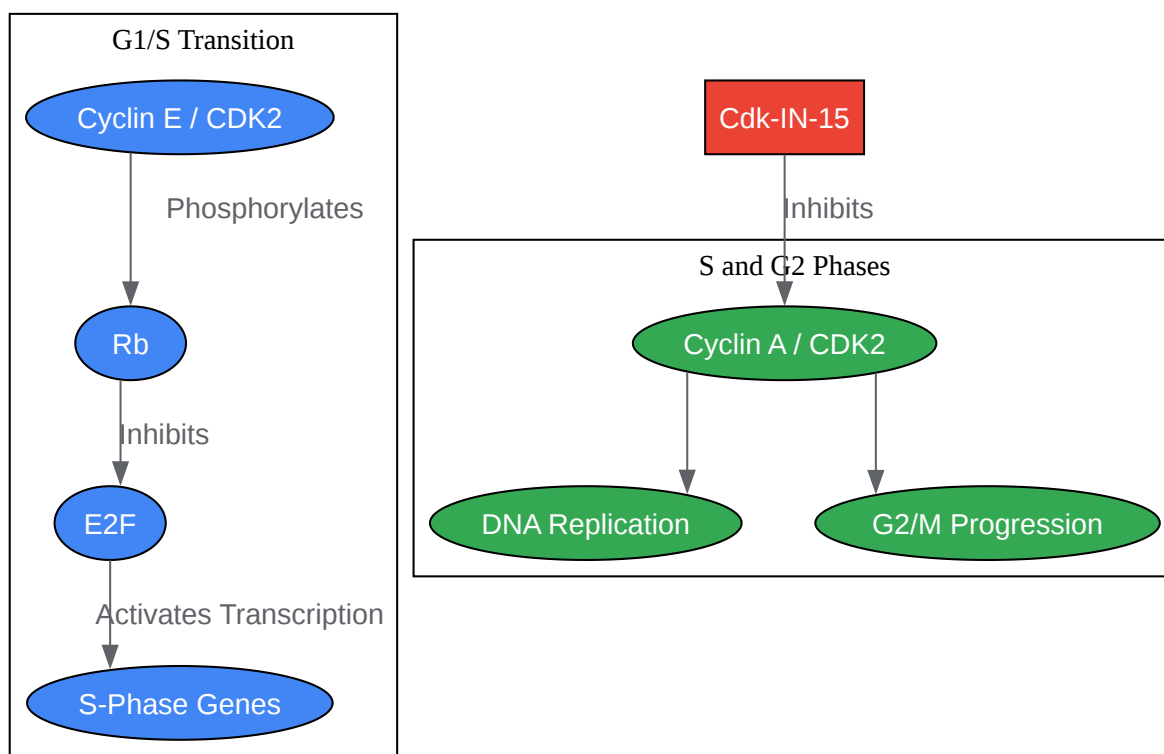 G1/S Transition
Cyclin E / CDK2
Phosphorylates
Rb
Inhibits
E2F
Activates Transcription
S-Phase Genes
Cdk-IN-15
Inhibits
S and G2 Phases
Cyclin A / CDK2
DNA Replication
G2/M Progression